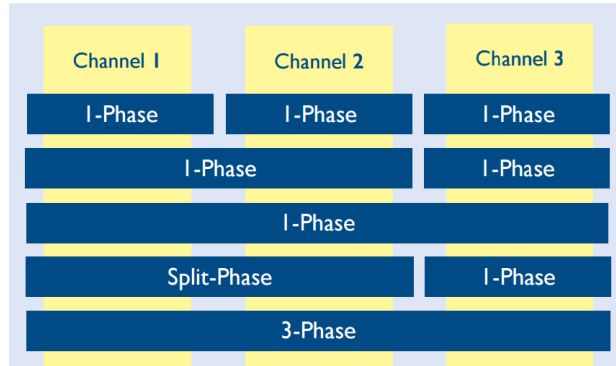 Channel 1 Channel 2 Channel 3
1-Phase 1-Phase 1-Phase
1-Phase 1-Phase
1-Phase
Split-Phase 1-Phase
3-Phase